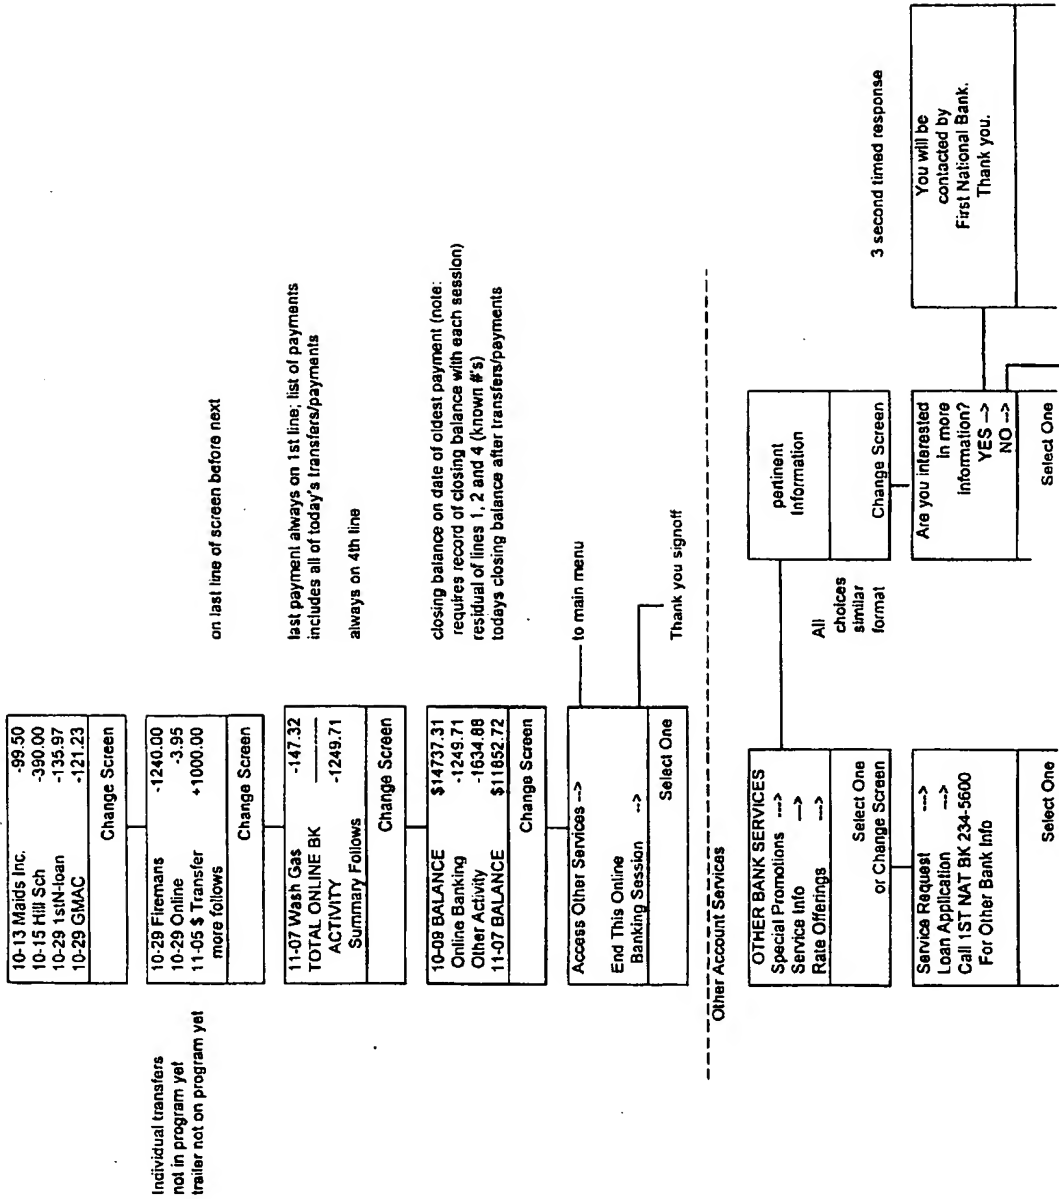 10-13 Maids Inc. -99.50
10-15 Hill Sch -390.00
10-29 1stN-loan -135.97
10-29 GMAC -121.23
Change Screen
Individual transfers
not in program yet
trailer not on program yet
10-29 Firemans -1240.00
10-29 Online -3.95
11-05 $ Transfer +1000.00
more follows
Change Screen
on last line of screen before next
11-07 Wash Gas -147.32
TOTAL ONLINE BK
ACTIVITY -1249.71
Summary Follows
Change Screen
last payment always on 1st line; list of payments
includes all of today's transfers/payments
always on 4th line
10-09 BALANCE $14737.31
Online Banking -1249.71
Other Activity -1634.88
11-07 BALANCE $11852.72
Change Screen
closing balance on date of oldest payment (note:
requires record of closing balance with each session)
residual of lines 1, 2 and 4 (known #'s)
todays closing balance after transfers/payments
Access Other Services -->
End This Online
Banking Session -->
Select One
to main menu
Thank you signoff
Other Account Services
OTHER BANK SERVICES
Special Promotions --->
Service Info --->
Rate Offerings --->
Select One
or Change Screen
All
choices
similar
format
pertinent
Information
Change Screen
Service Request --->
Loan Application --->
Call 1ST NAT BK 234-5600
For Other Bank Info
Select One
Are you interested
In more
information?
YES -->
NO -->
Select One
3 second timed response
You will be
contacted by
First National Bank.
Thank you.